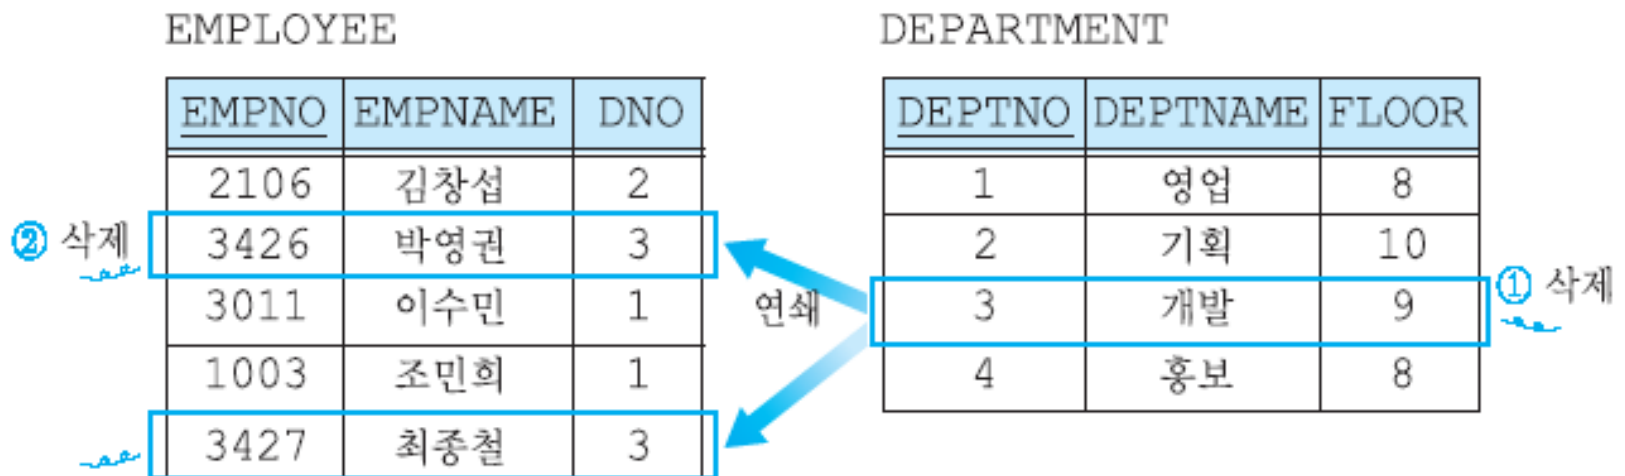 EMPLOYEE
EMPNO EMPNAME DNO
2106 김창섭 2
② 삭제 3426 박영권 3
3011 이수민 1
1003 조민희 1
3427 최종철 3
연쇄
DEPARTMENT
DEPTNO DEPTNAME FLOOR
1 영업 8
2 기획 10
3 개발 9 ① 삭제
4 홍보 8